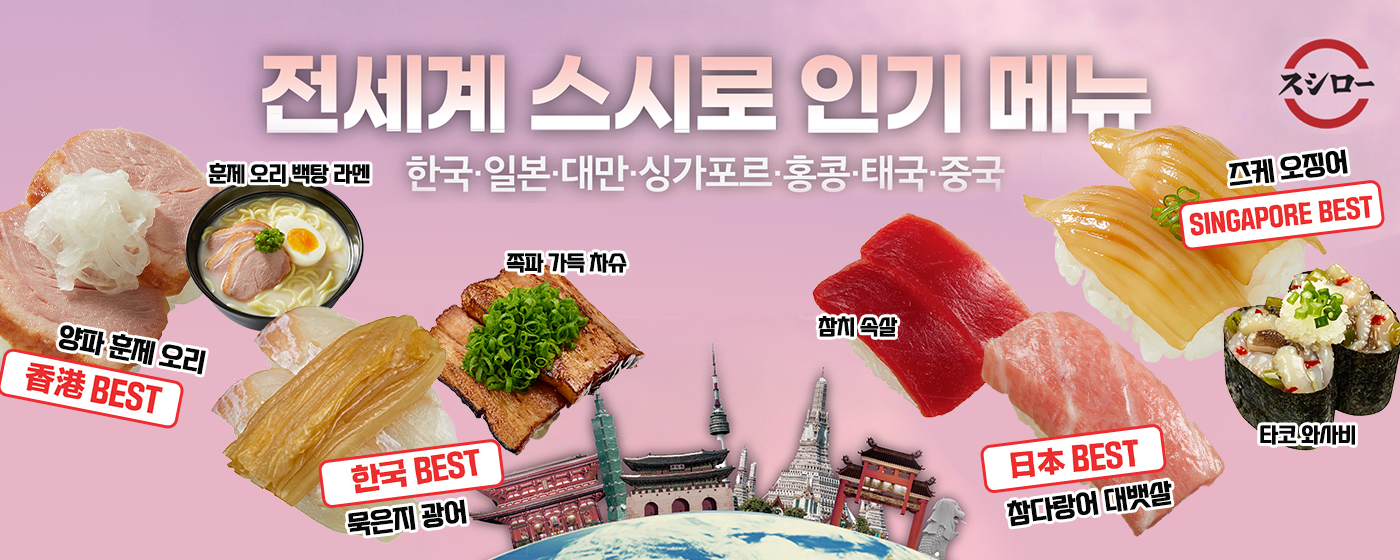 전세계 스시로 인기 메뉴
한국·일본·대만·싱가포르·홍콩·태국·중국
スシロー
훈제 오리 백탕 라멘
양파 훈제 오리
香港 BEST
족파 가득 차슈
한국 BEST
묵은지 광어
참치 속살
日本 BEST
참다랑어 대뱃살
즈케 오징어
SINGAPORE BEST
타코 와사비